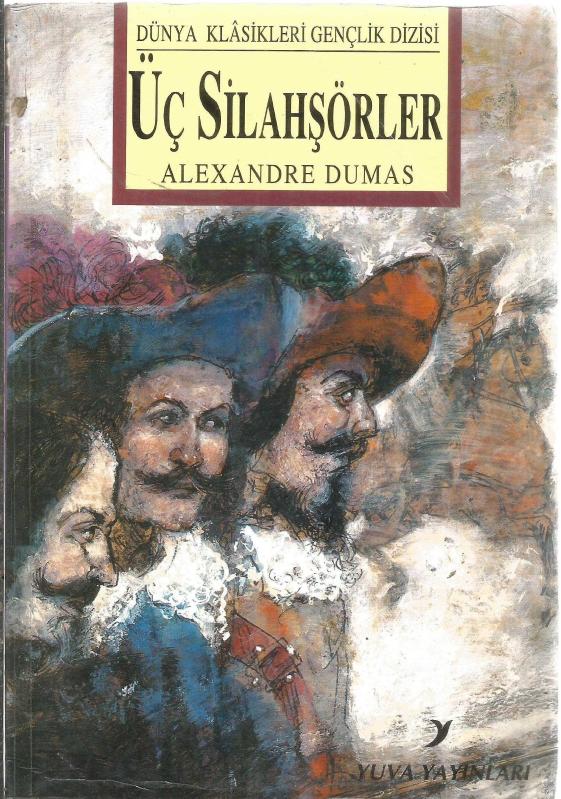 DÜNYA KLÂSİKLERİ GENÇLİK DİZİSİ
ÜÇ SİLAHŞÖRLER
ALEXANDRE DUMAS
YUVA YAYINLARI